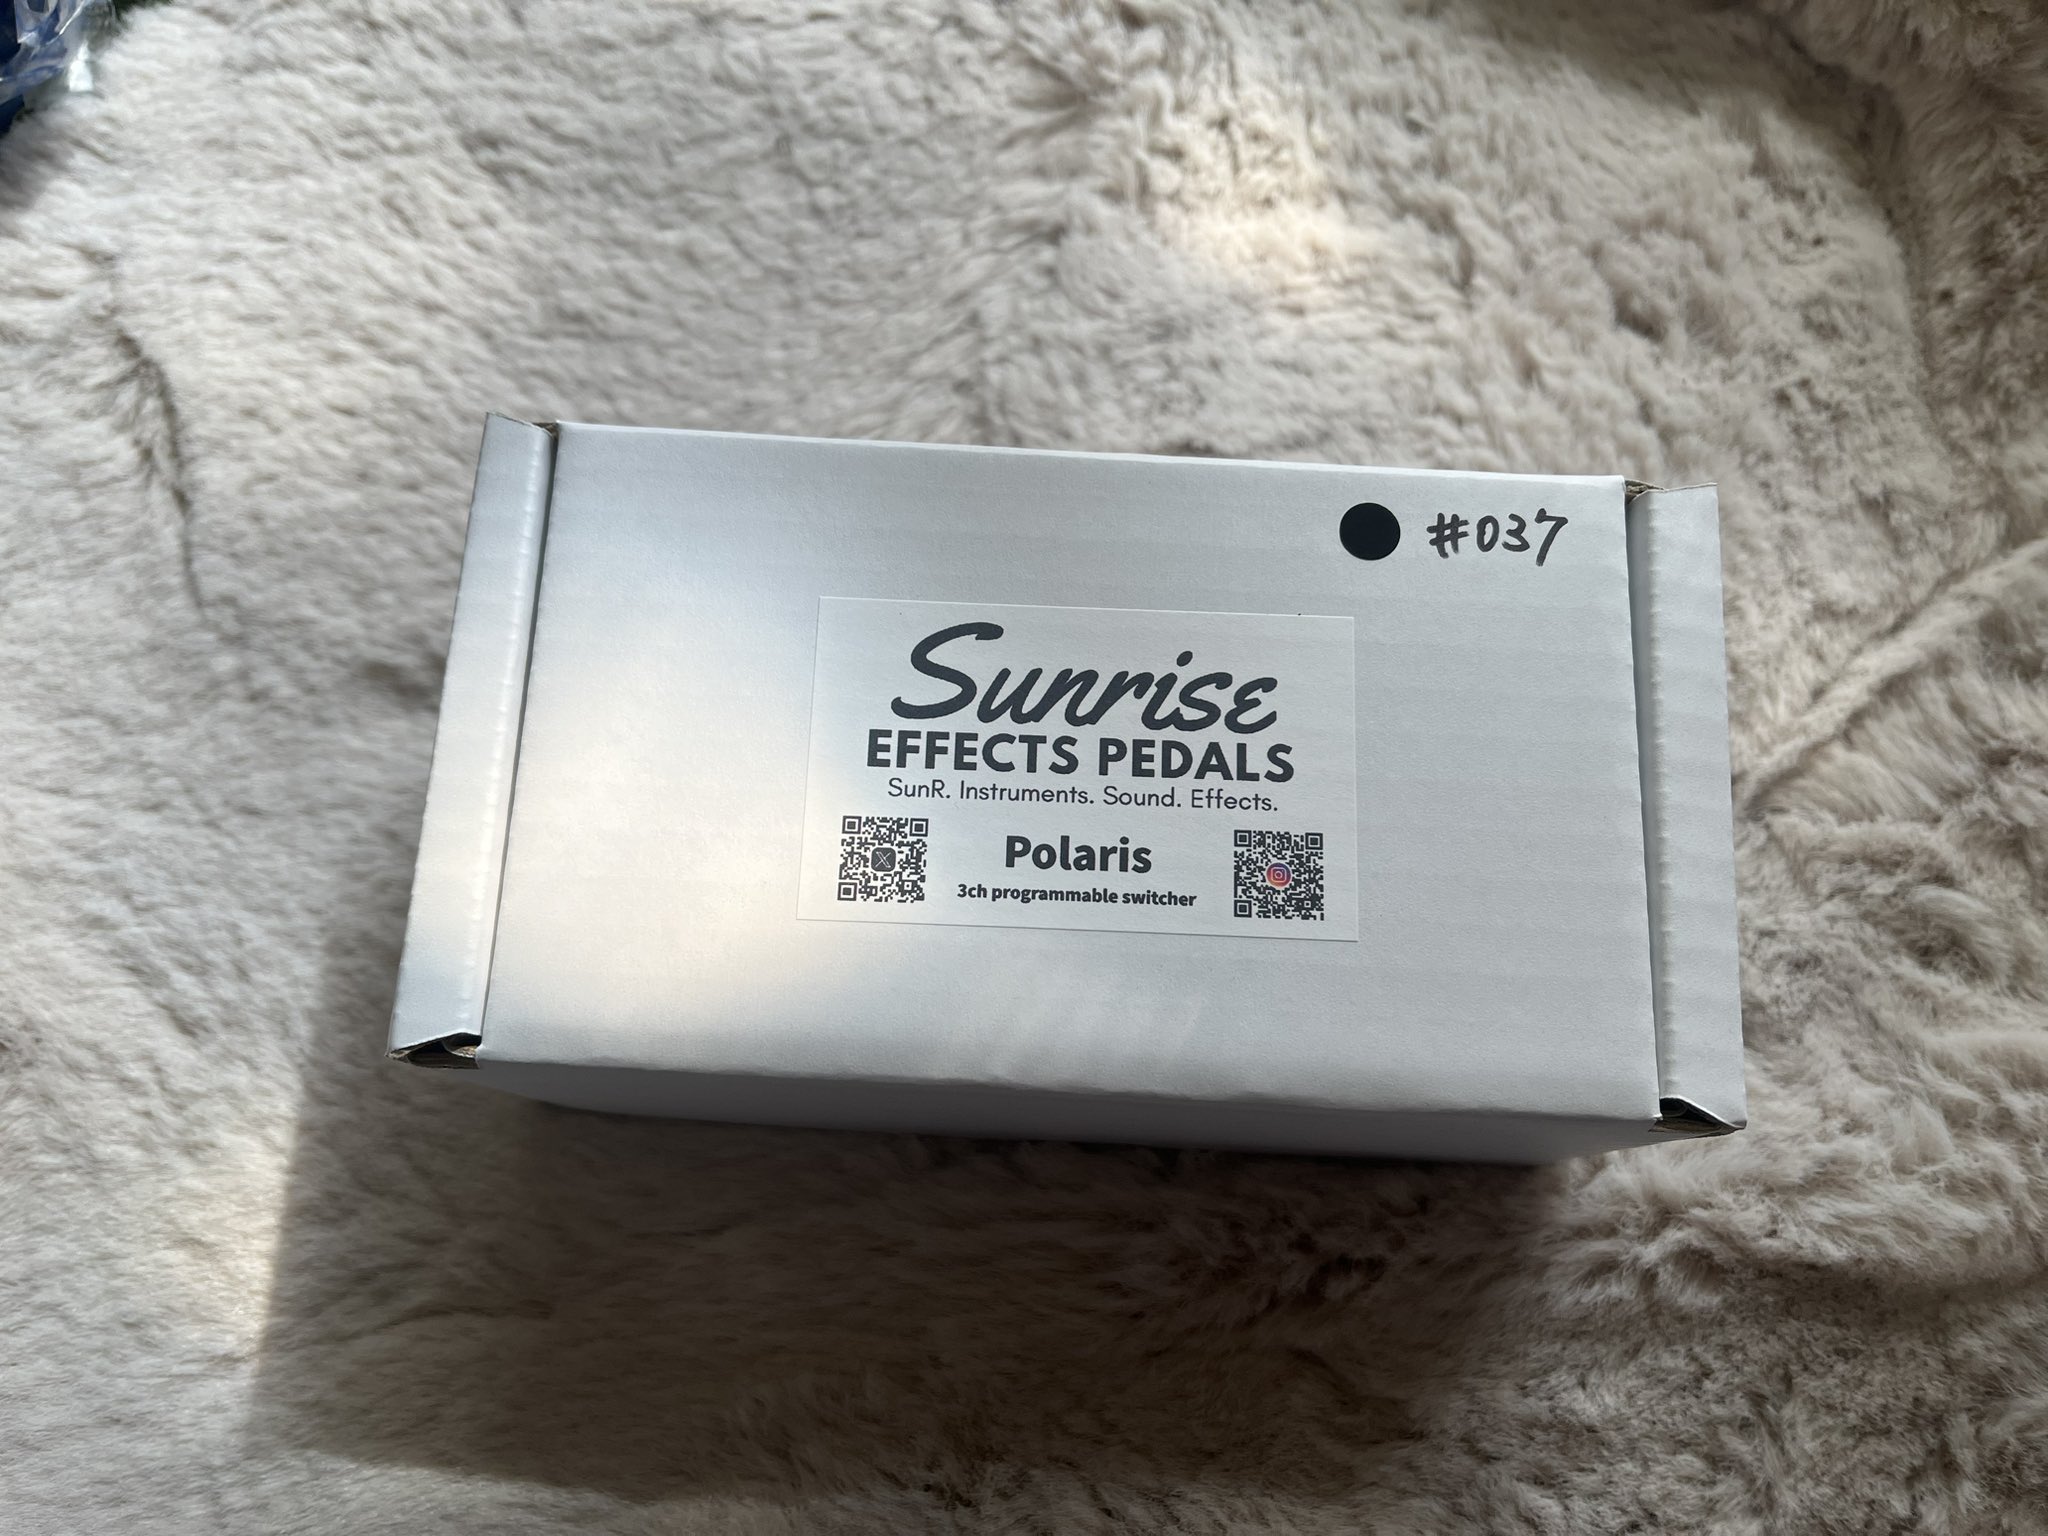 #037
Sunrise
EFFECTS PEDALS
SunR. Instruments. Sound. Effects.
Polaris
3ch programmable switcher